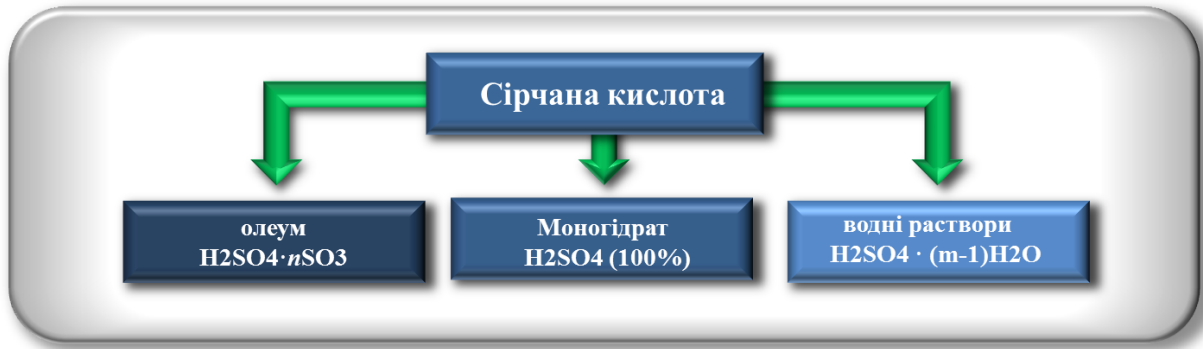 Сірчана кислота
олеум
H2SO4·nSO3
Моногідрат
H2SO4 (100%)
водні раствори
H2SO4 · (m-1)H2O